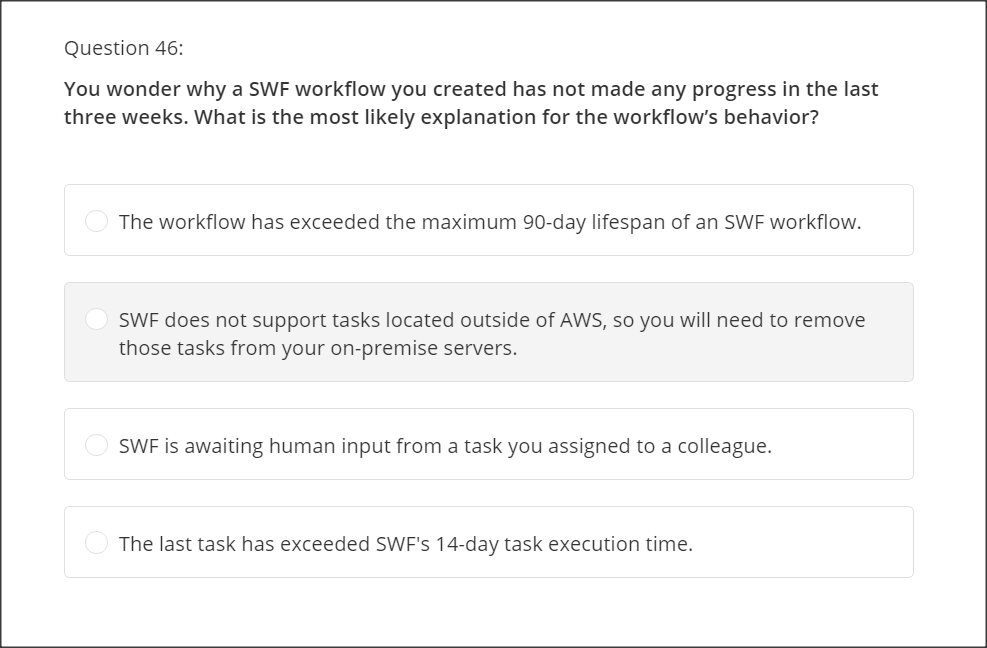 Question 46:
You wonder why a SWF workflow you created has not made any progress in the last
three weeks. What is the most likely explanation for the workflow’s behavior?
The workflow has exceeded the maximum 90-day lifespan of an SWF workflow.
SWF does not support tasks located outside of AWS, so you will need to remove
those tasks from your on-premise servers.
SWF is awaiting human input from a task you assigned to a colleague.
The last task has exceeded SWF's 14-day task execution time.